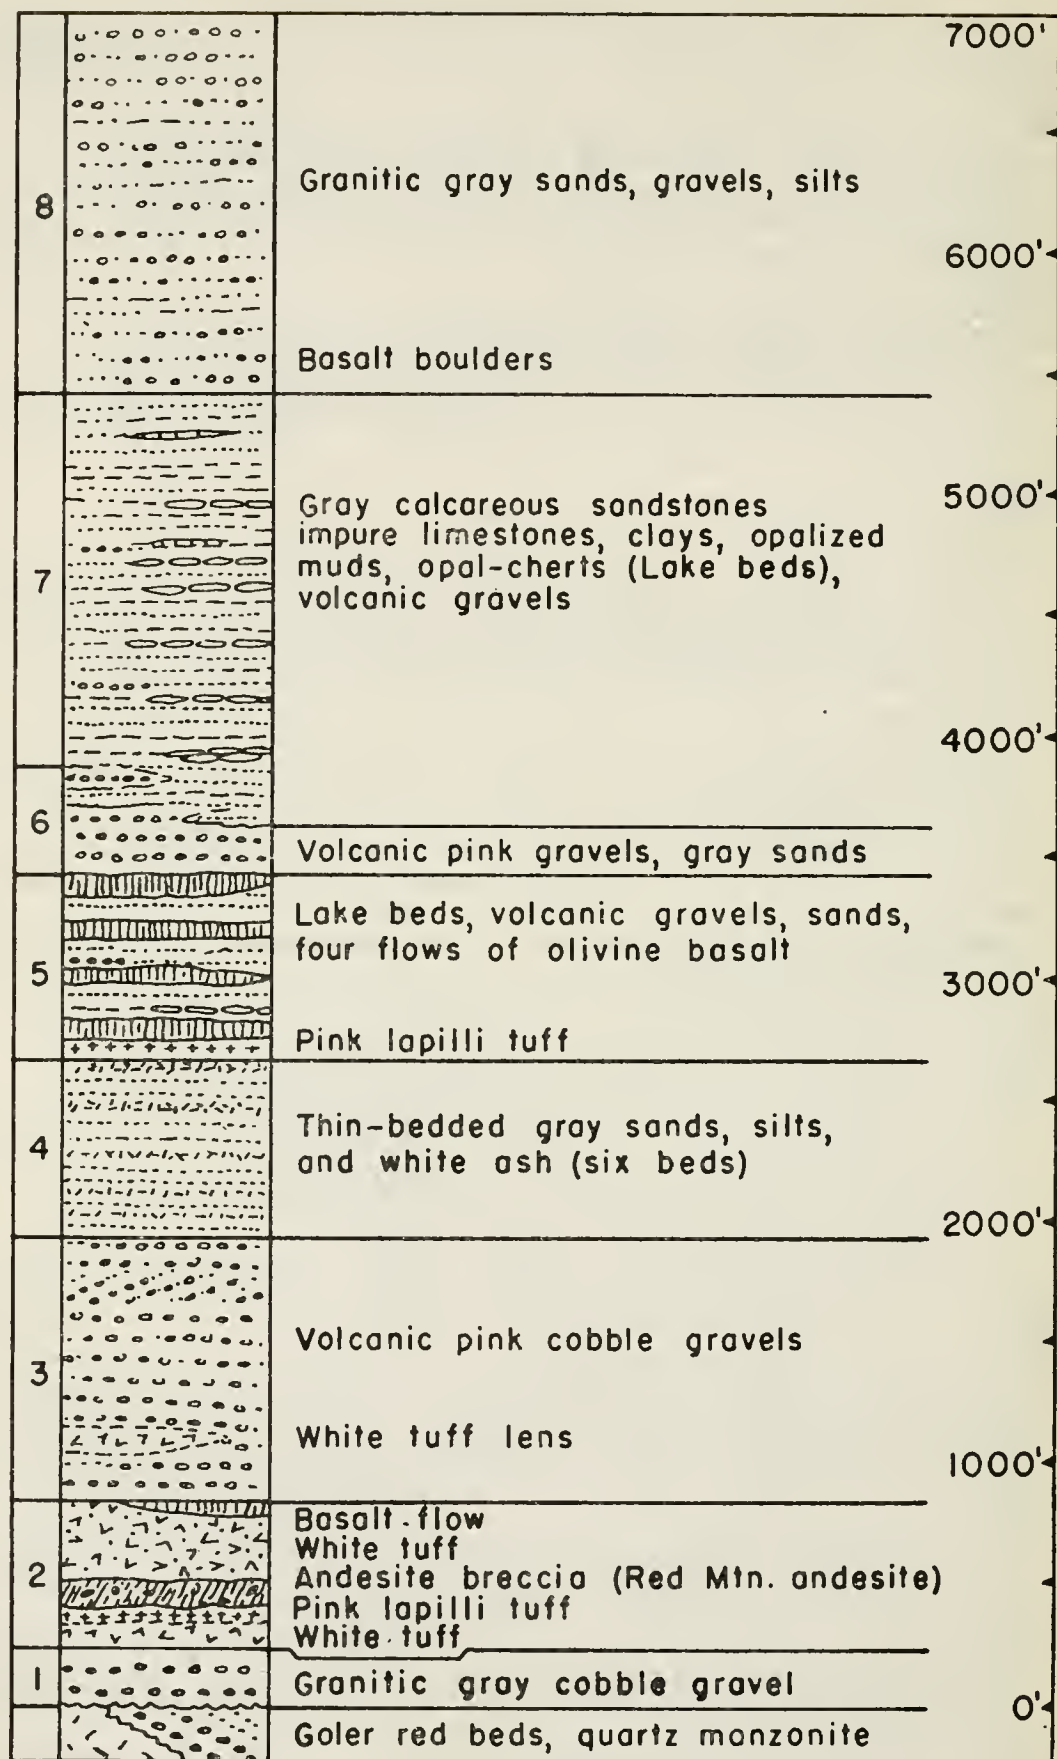 7000'
8
Granitic gray sands, gravels, silts
6000'
Basalt boulders
7
Gray calcareous sandstones
impure limestones, clays, opalized
muds, opal-cherts (Lake beds),
volcanic gravels
5000'
4000'
6
Volcanic pink gravels, gray sands
5
Lake beds, volcanic gravels, sands,
four flows of olivine basalt
3000'
Pink lapilli tuff
4
Thin-bedded gray sands, silts,
and white ash (six beds)
2000'
3
Volcanic pink cobble gravels
White tuff lens
1000'
2
Basalt flow
White tuff
Andesite breccia (Red Mtn. andesite)
Pink lapilli tuff
White tuff
1
Granitic gray cobble gravel
0'
Goler red beds, quartz monzonite